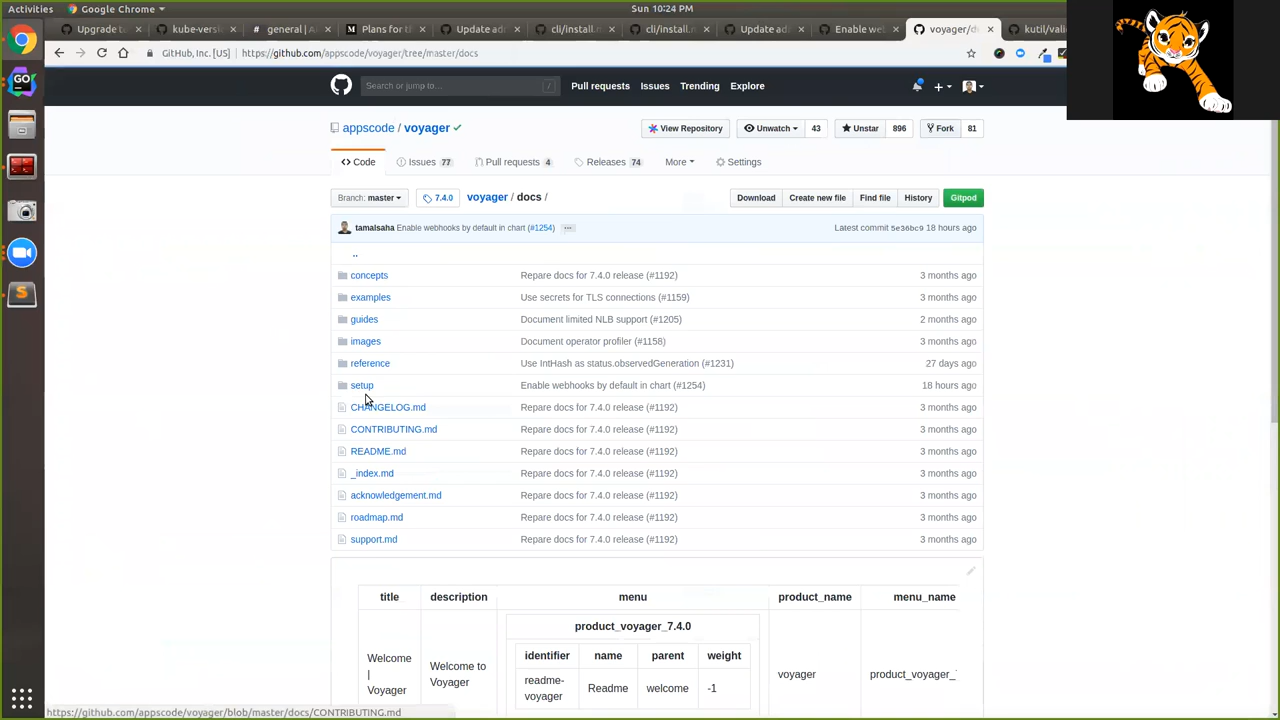 Activities
Google Chrome
Sun 10:24 PM
Upgrade t
kube-version
# general | A
Plans for t
Update ad
cli/install.m
cli/install.m
Update ad
Enable we
voyager/d
kutil/vali
GitHub, Inc. [US]
https://github.com/appscode/voyager/tree/master/docs
Search or jump to...
/
Pull requests
Issues
Trending
Explore
appscode / voyager
View Repository
Unwatch
43
Unstar
896
Fork
81
Code
Issues 77
Pull requests 4
Releases 74
More
Settings
Branch: master
7.4.0
voyager / docs /
Download
Create new file
Find file
History
Gitpod
tamalsaha Enable webhooks by default in chart (#1254) ...
Latest commit 5e36bc9 18 hours ago
..
concepts Repare docs for 7.4.0 release (#1192) 3 months ago
examples Use secrets for TLS connections (#1159) 3 months ago
guides Document limited NLB support (#1205) 2 months ago
images Document operator profiler (#1158) 3 months ago
reference Use IntHash as status.observedGeneration (#1231) 27 days ago
setup Enable webhooks by default in chart (#1254) 18 hours ago
CHANGELOG.md Repare docs for 7.4.0 release (#1192) 3 months ago
CONTRIBUTING.md Repare docs for 7.4.0 release (#1192) 3 months ago
README.md Repare docs for 7.4.0 release (#1192) 3 months ago
_index.md Repare docs for 7.4.0 release (#1192) 3 months ago
acknowledgement.md Repare docs for 7.4.0 release (#1192) 3 months ago
roadmap.md Repare docs for 7.4.0 release (#1192) 3 months ago
support.md Repare docs for 7.4.0 release (#1192) 3 months ago
title
description
menu
product_name
menu_name
product_voyager_7.4.0
identifier
name
parent
weight
Welcome
|
Voyager
Welcome to
Voyager
readme-
voyager
Readme
welcome
-1
voyager
product_voyager_
https://github.com/appscode/voyager/blob/master/docs/CONTRIBUTING.md